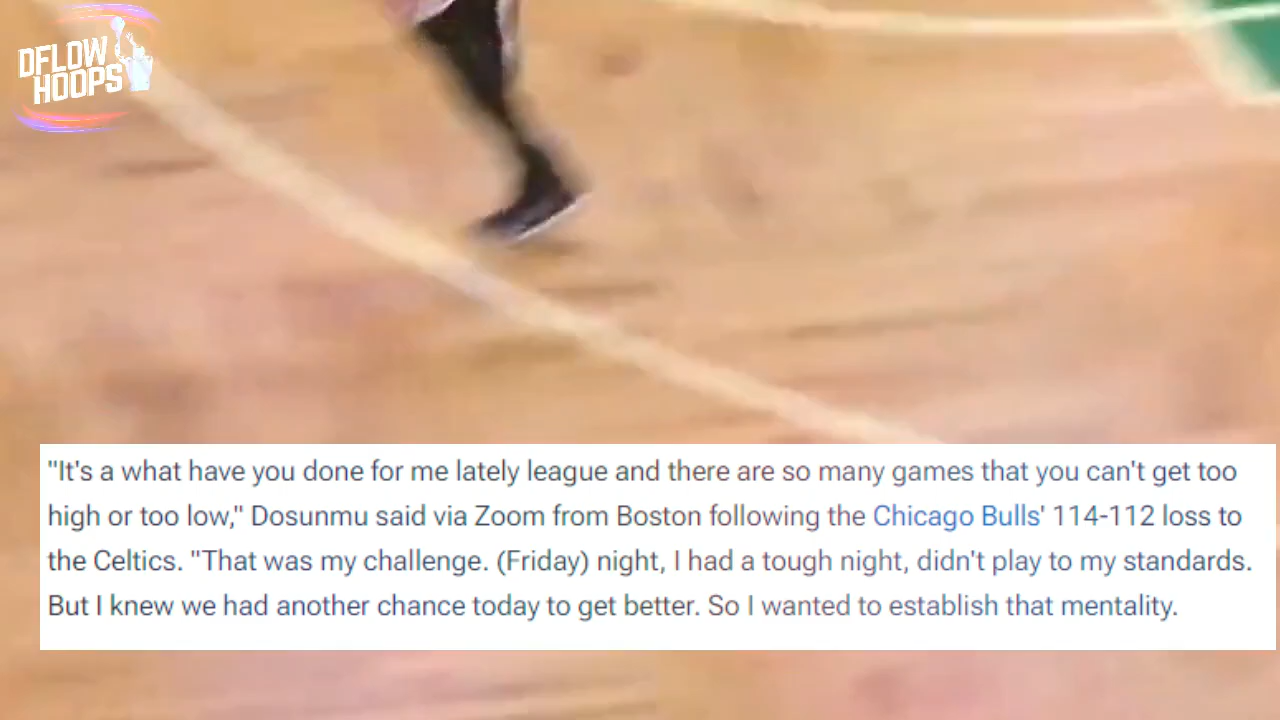 DFLOW
HOOPS
"It's a what have you done for me lately league and there are so many games that you can't get too
high or too low," Dosunmu said via Zoom from Boston following the Chicago Bulls' 114-112 loss to
the Celtics. "That was my challenge. (Friday) night, I had a tough night, didn't play to my standards.
But I knew we had another chance today to get better. So I wanted to establish that mentality.